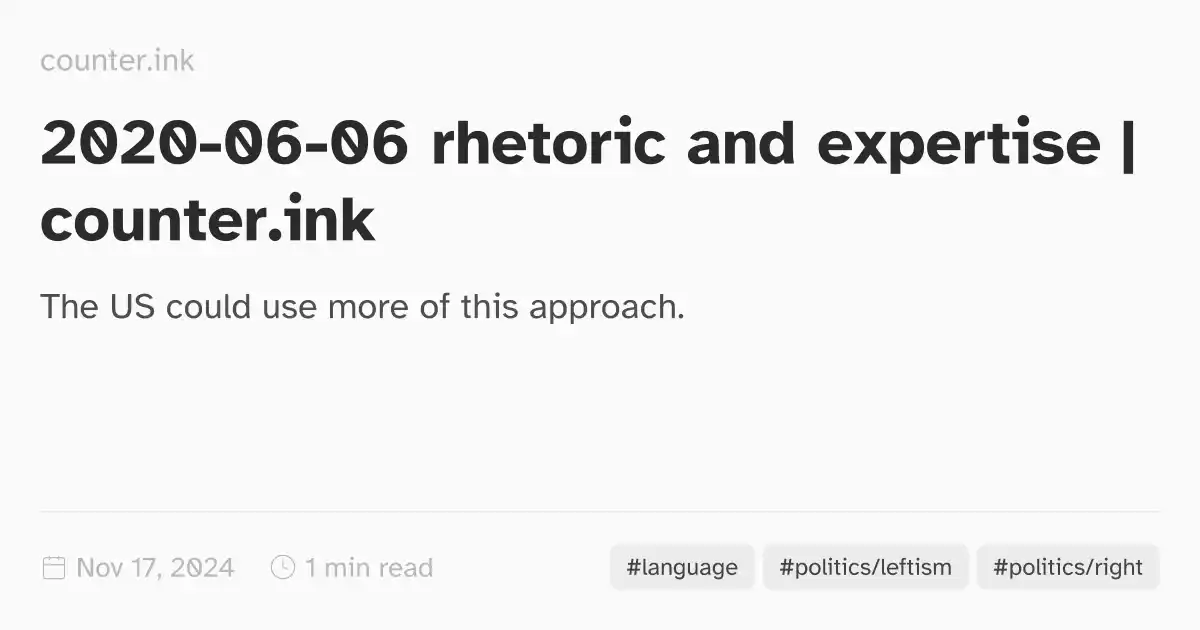 counter.ink
2020-06-06 rhetoric and expertise |
counter.ink
The US could use more of this approach.
Nov 17, 2024 1 min read #language #politics/leftism #politics/right